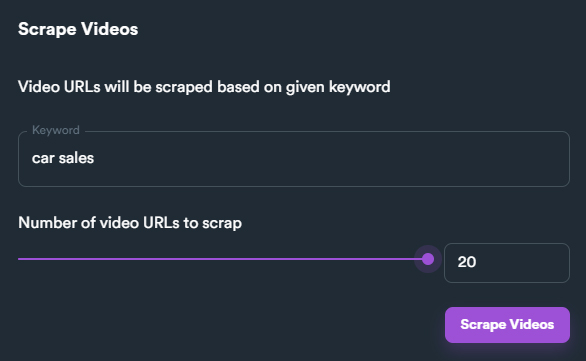 Scrape Videos
Video URLs will be scraped based on given keyword
Keyword
car sales
Number of video URLs to scrap
20
Scrape Videos